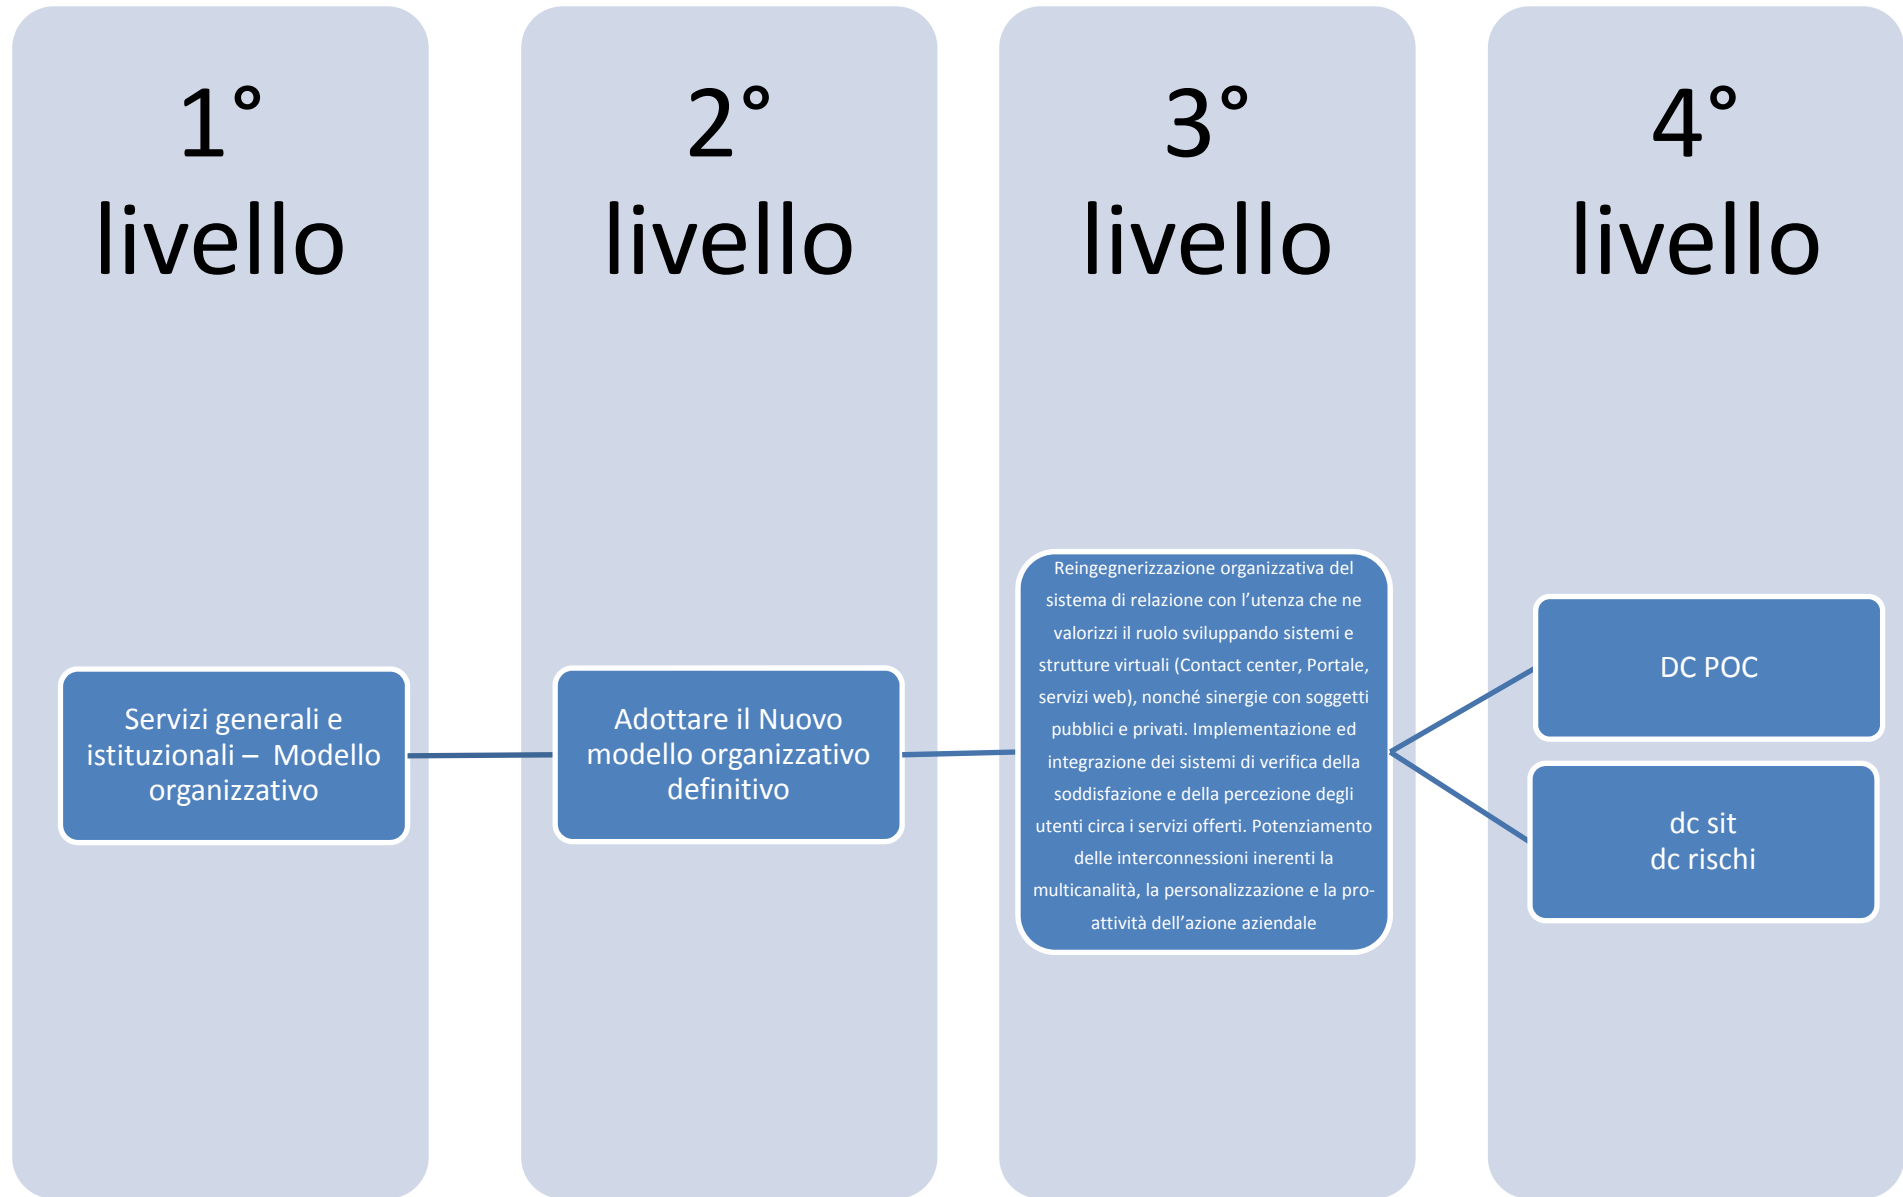 1°
livello
2°
livello
3°
livello
4°
livello
Servizi generali e
istituzionali – Modello
organizzativo
Adottare il Nuovo
modello organizzativo
definitivo
Reingegnerizzazione organizzativa del
sistema di relazione con l’utenza che ne
valorizzi il ruolo sviluppando sistemi e
strutture virtuali (Contact center, Portale,
servizi web), nonché sinergie con soggetti
pubblici e privati. Implementazione ed
integrazione dei sistemi di verifica della
soddisfazione e della percezione degli
utenti circa i servizi offerti. Potenziamento
delle interconnessioni inerenti la
multicanalità, la personalizzazione e la pro-
attività dell’azione aziendale
DC POC
dc sit
dc rischi